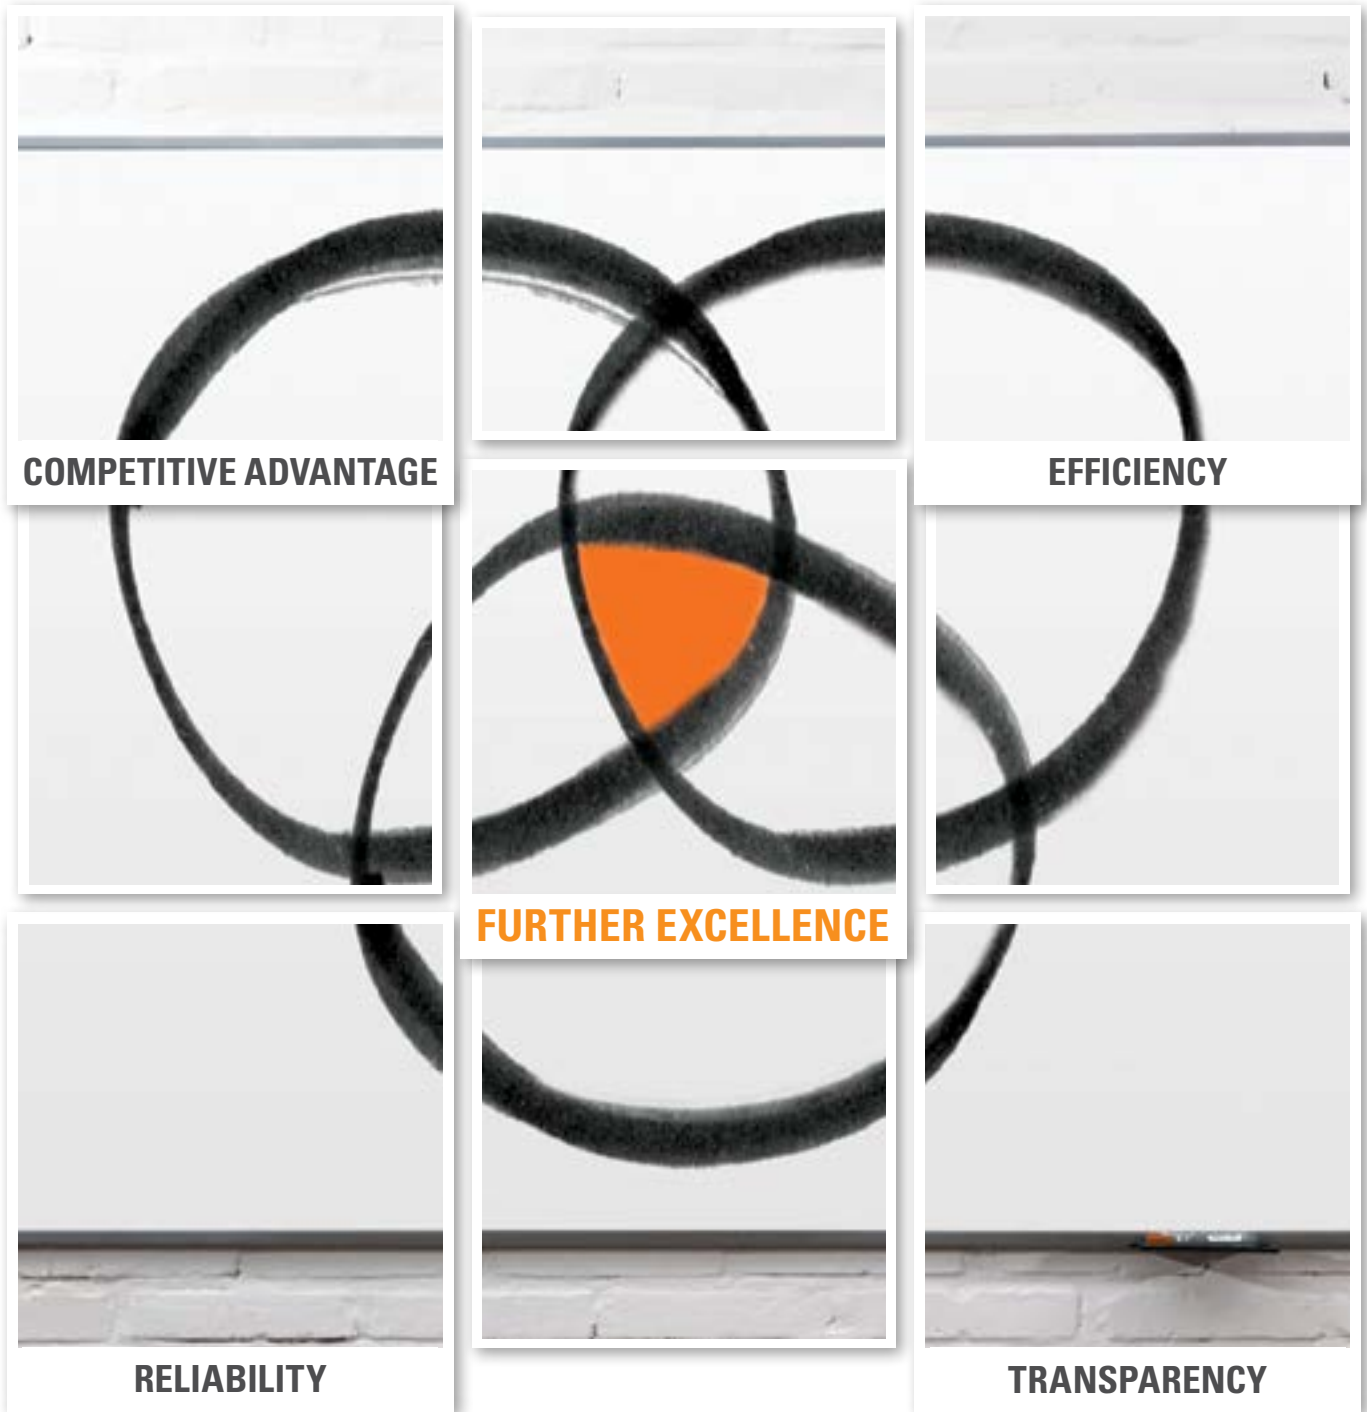 COMPETITIVE ADVANTAGE
EFFICIENCY
FURTHER EXCELLENCE
RELIABILITY
TRANSPARENCY